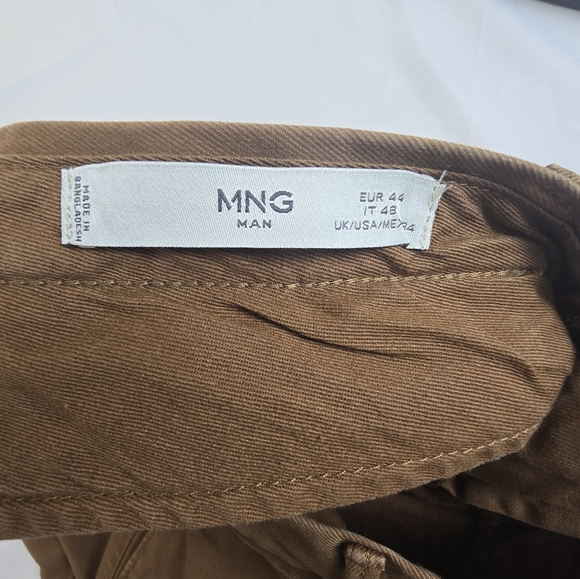 MADE IN
BANGLADESH
MNG
MAN
EUR 44
IT 48
UK/USA/MEX 34